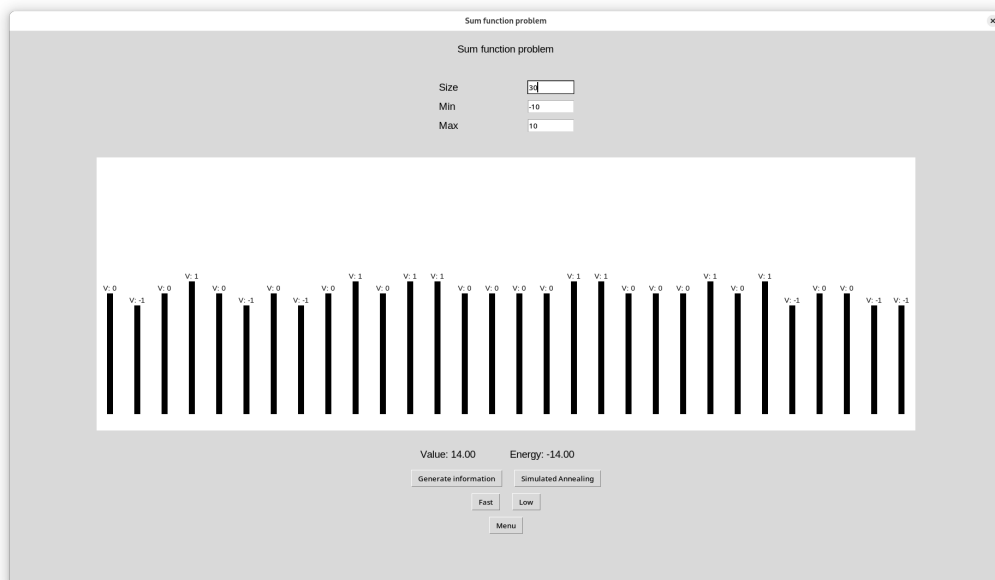 Sum function problem
Sum function problem
Size 30
Min -10
Max 10
V: 1 V: 1 V: 1 V: 1 V: 1 V: 1 V: 1 V: 1
V: 0 V: 0 V: 0 V: 0 V: 0 V: 0 V: 0 V: 0 V: 0 V: 0 V: 0 V: 0 V: 0 V: 0 V: 0 V: 0
V: -1 V: -1 V: -1 V: -1 V: -1 V: -1
Value: 14.00 Energy: -14.00
Generate information Simulated Annealing
Fast Low
Menu